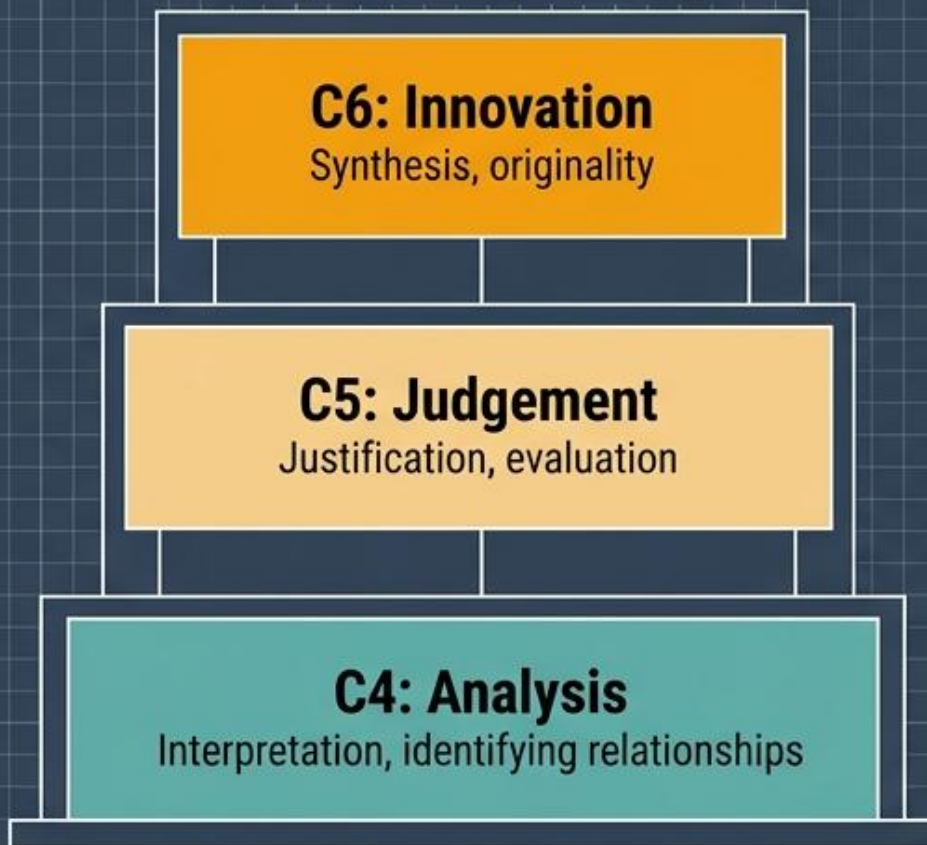 C6: Innovation
Synthesis, originality
C5: Judgement
Justification, evaluation
C4: Analysis
Interpretation, identifying relationships